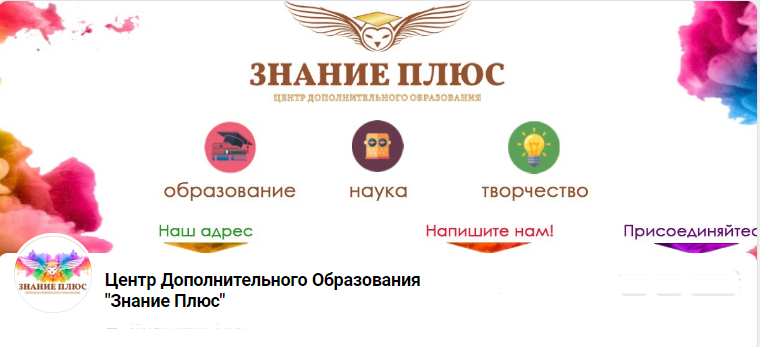 ЗНАНИЕ ПЛЮС
ЦЕНТР ДОПОЛНИТЕЛЬНОГО ОБРАЗОВАНИЯ
образование наука творчество
Наш адрес Напишите нам! Присоединяйтес
ЗНАНИЕ ПЛЮС
Центр Дополнительного Образования
"Знание Плюс"